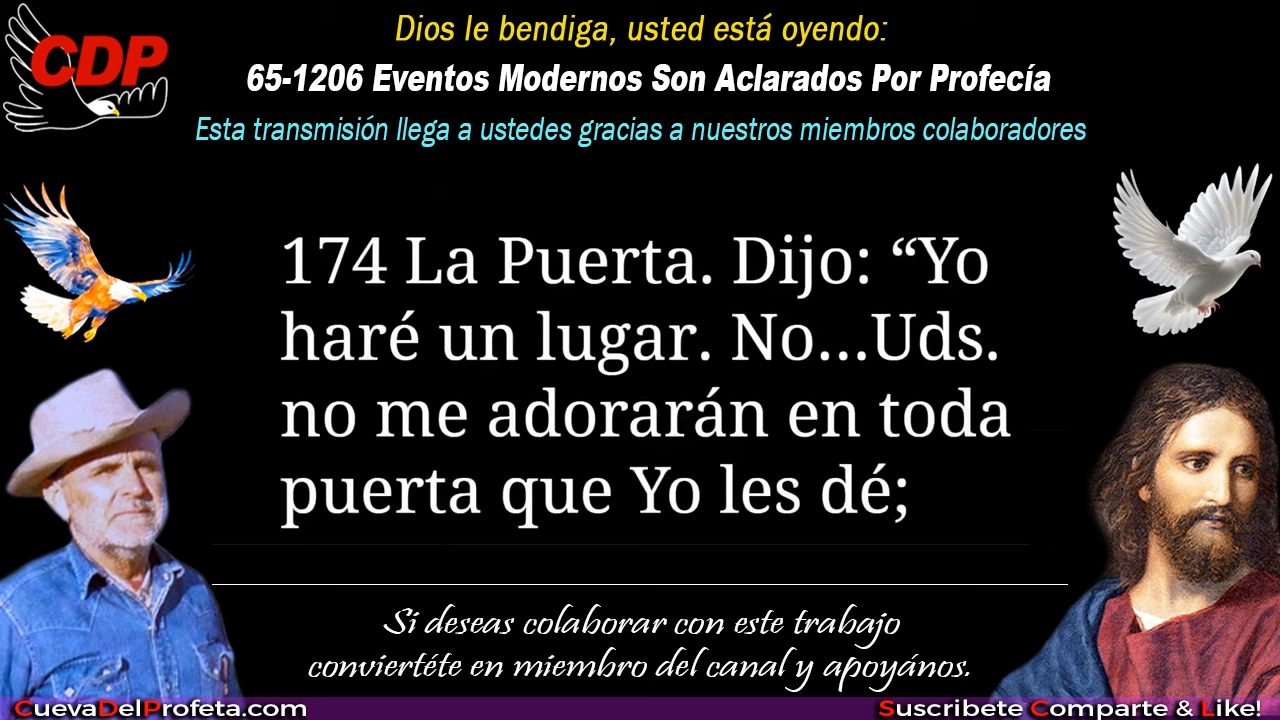 CDP
Dios le bendiga, usted está oyendo:
65-1206 Eventos Modernos Son Aclarados Por Profecía
Esta transmisión llega a ustedes gracias a nuestros miembros colaboradores
174 La Puerta. Dijo: “Yo
haré un lugar. No...Uds.
no me adorarán en toda
puerta que Yo les dé;
Si deseas colaborar con este trabajo
conviertéte en miembro del canal y apoyános.
CuevaDelProfeta.com
Suscribete Comparte & Like!